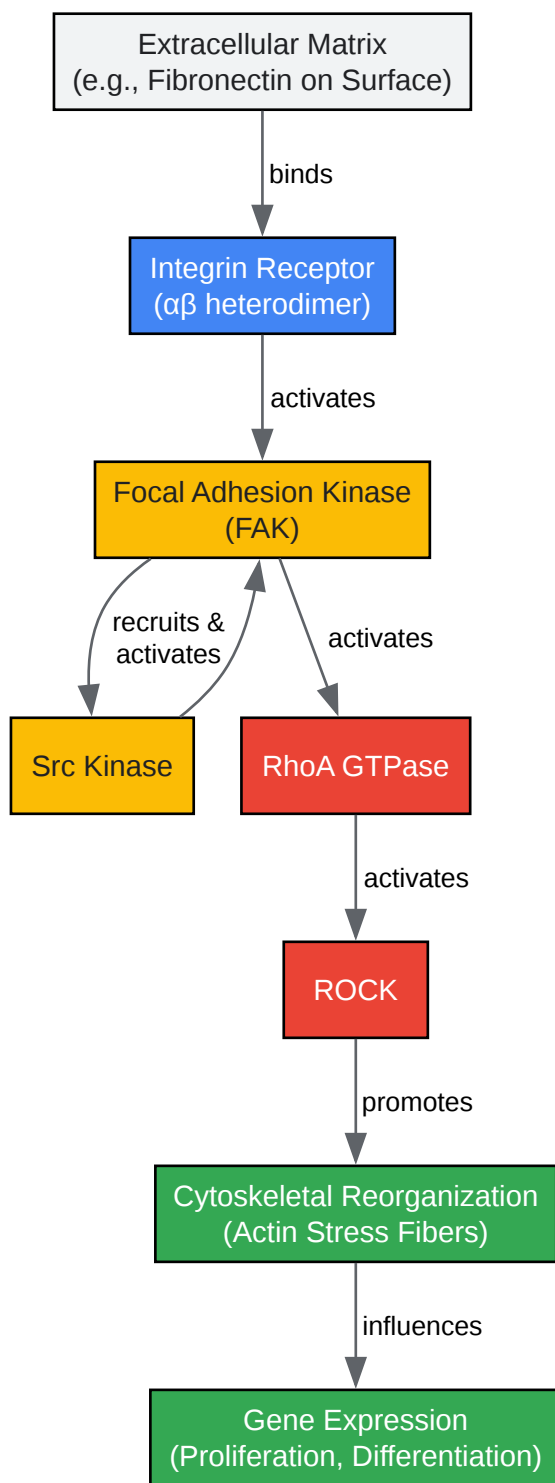 Extracellular Matrix
(e.g., Fibronectin on Surface)
binds
Integrin Receptor
(αβ heterodimer)
activates
Focal Adhesion Kinase
(FAK)
recruits &
activates
activates
Src Kinase
RhoA GTPase
activates
ROCK
promotes
Cytoskeletal Reorganization
(Actin Stress Fibers)
influences
Gene Expression
(Proliferation, Differentiation)